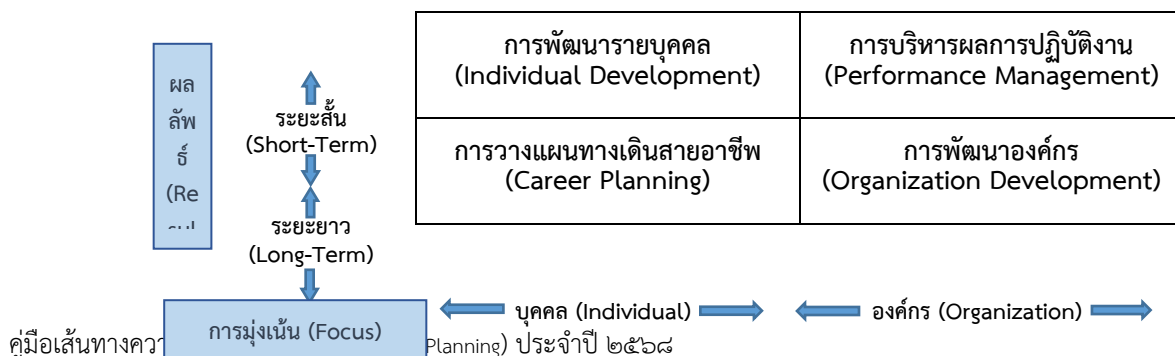 การพัฒนารายบุคคล
(Individual Development)
การบริหารผลการปฏิบัติงาน
(Performance Management)
ผล
ลัพ
ธ์
(Re
ระยะสั้น
(Short-Term)
การวางแผนทางเดินสายอาชีพ
(Career Planning)
การพัฒนาองค์กร
(Organization Development)
ระยะยาว
(Long-Term)
การมุ่งเน้น (Focus)
บุคคล (Individual)
องค์กร (Organization)
คู่มือเส้นทางควา Planning) ประจำปี ๒๕๖๘